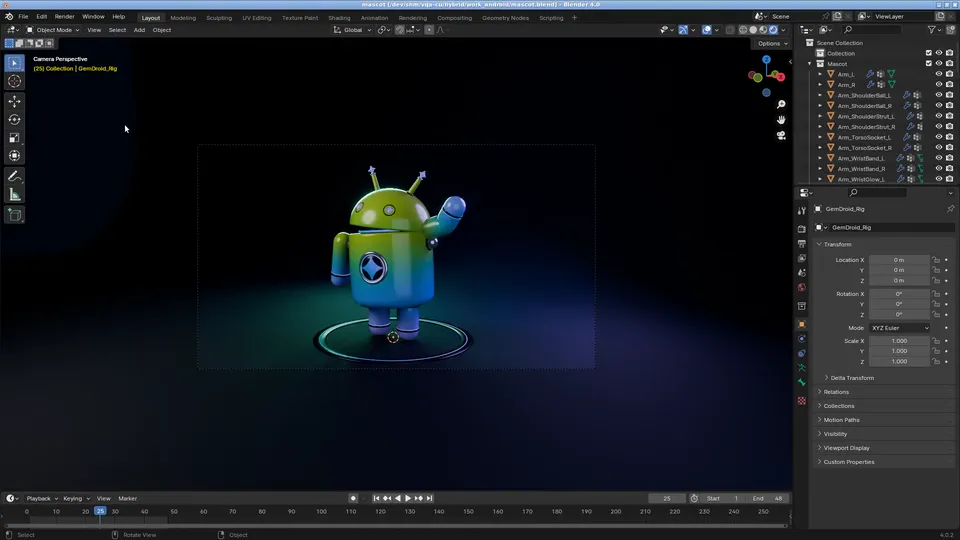 mascot [/dev/shm/vqa-cu/hybrid/work_android/mascot.blend] - Blender 4.0
File Edit Render Window Help Layout Modeling Sculpting UV Editing Texture Paint Shading Animation Rendering Compositing Geometry Nodes Scripting Scene ViewLayer
Object Mode View Select Add Object Global
Options
Camera Perspective
(25) Collection | GemDroid_Rig
Z
Scene Collection
Collection
Mascot
Arm_L
Arm_R
Arm_ShoulderBall_L
Arm_ShoulderBall_R
Arm_ShoulderStrut_L
Arm_ShoulderStrut_R
Arm_TorsoSocket_L
Arm_TorsoSocket_R
Arm_WristBand_L
Arm_WristBand_R
Arm_WristGlow_L
GemDroid_Rig
GemDroid_Rig
Transform
Location X 0 m
Y 0 m
Z 0 m
Rotation X 0°
Y 0°
Z 0°
Mode XYZ Euler
Scale X 1.000
Y 1.000
Z 1.000
Delta Transform
Relations
Collections
Motion Paths
Visibility
Viewport Display
Custom Properties
Playback Keying View Marker 25 Start 1 End 48
0 10 20 25 30 40 50 60 70 80 90 100 110 120 130 140 150 160 170 180 190 200 210 220 230 240 250
Select Rotate View Object 4.0.2